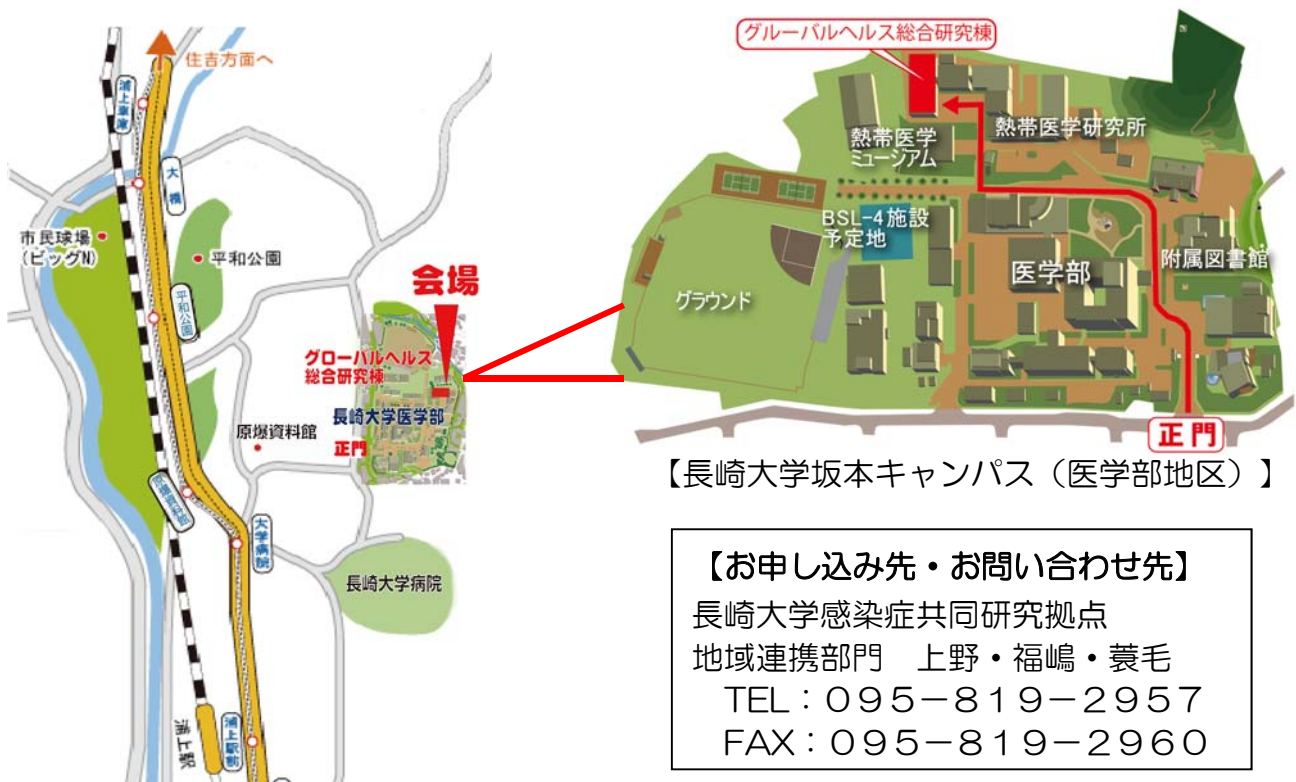 住吉方面へ
浦上車庫
大橋
市民球場
(ビッグN)
平和公園
平和公園
会場
グローバルヘルス
総合研究棟
長崎大学医学部
正門
原爆資料館
原爆資料館
大学病院
長崎大学病院
浦上駅
浦上駅前
グルーバルヘルス総合研究棟
熱帯医学
ミュージアム
熱帯医学研究所
BSL-4施設
予定地
医学部
附属図書館
グラウンド
正門
【長崎大学坂本キャンパス（医学部地区）】
【お申し込み先・お問い合わせ先】
長崎大学感染症共同研究拠点
地域連携部門　上野・福嶋・蓑毛
TEL：０９５－８１９－２９５７
FAX：０９５－８１９－２９６０